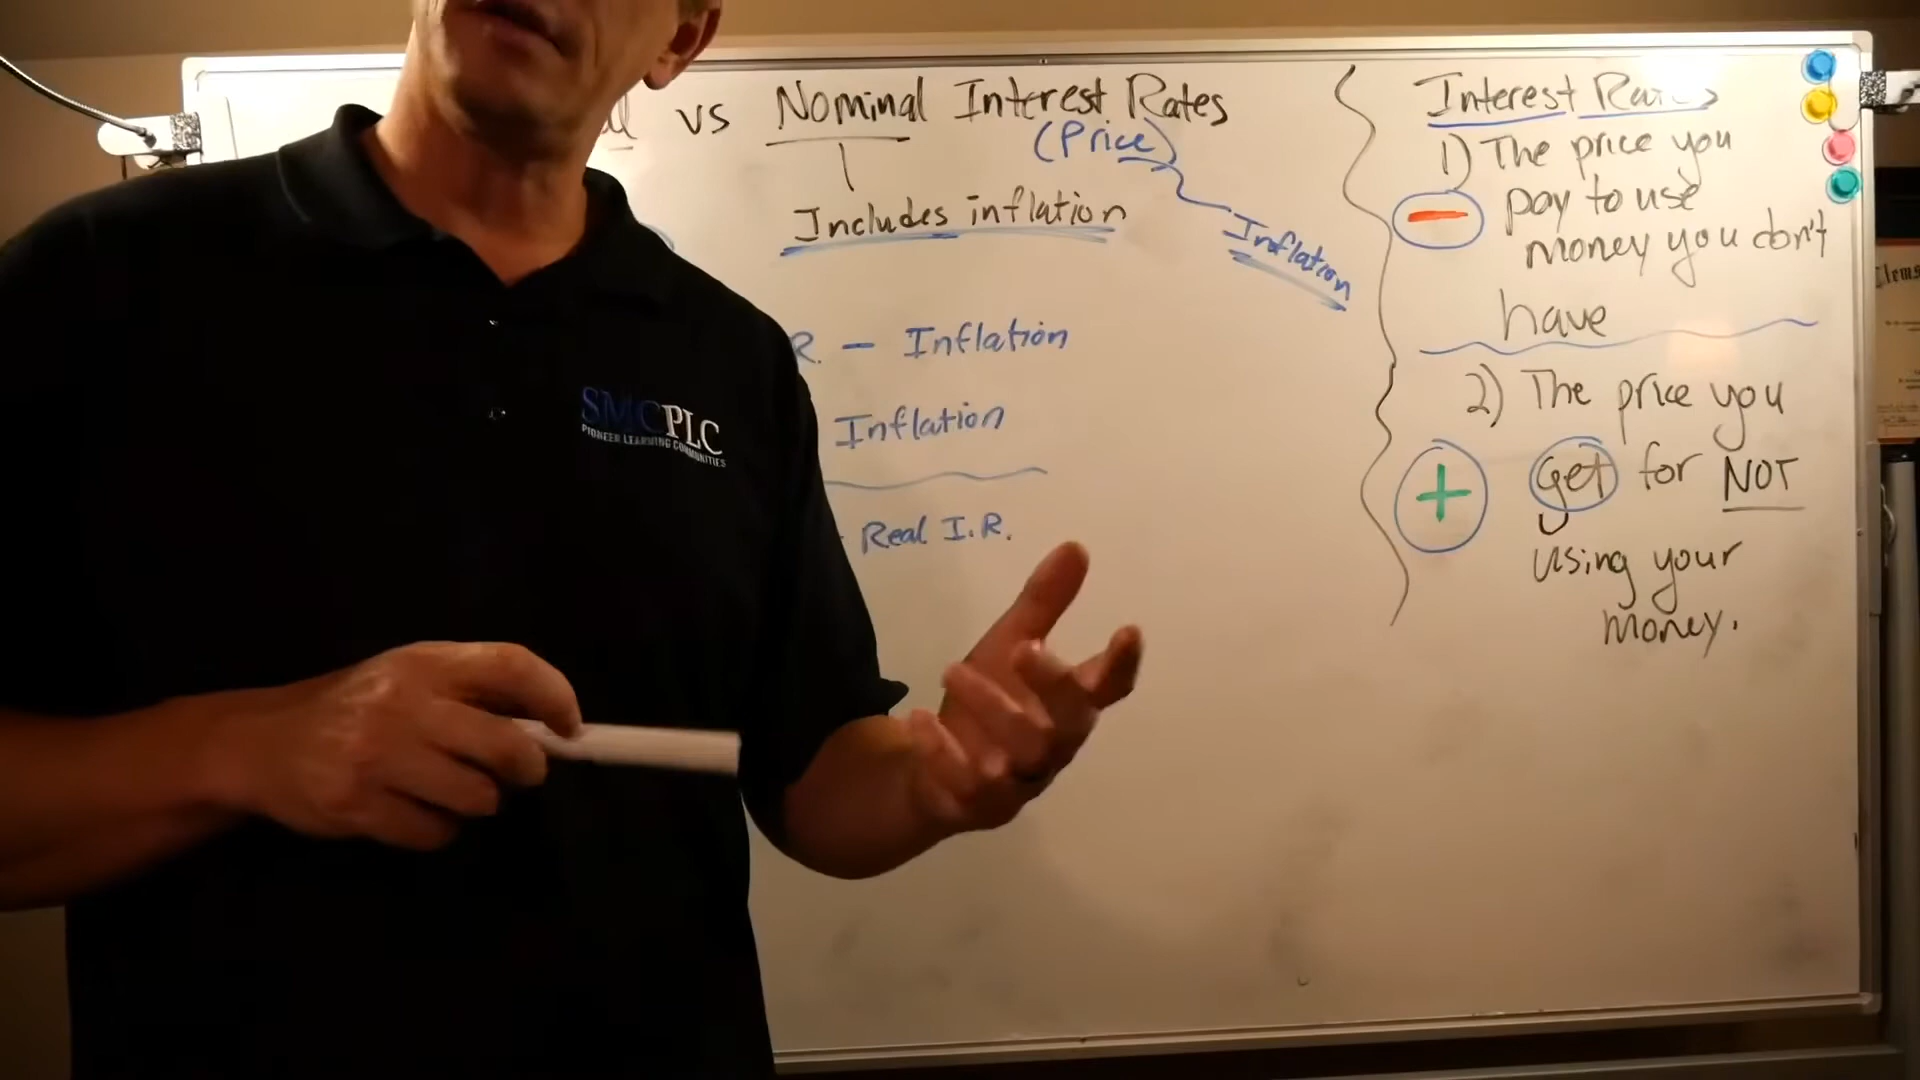 vs Nominal Interest Rates
(Price)
Includes inflation
Inflation
R. – Inflation
Inflation
Real I.R.
Interest Rates
1) The price you
pay to use
money you don't
have
2) The price you
+ get for NOT
using your
money.
SMCPLC
PIONEER LEARNING COMMUNITIES